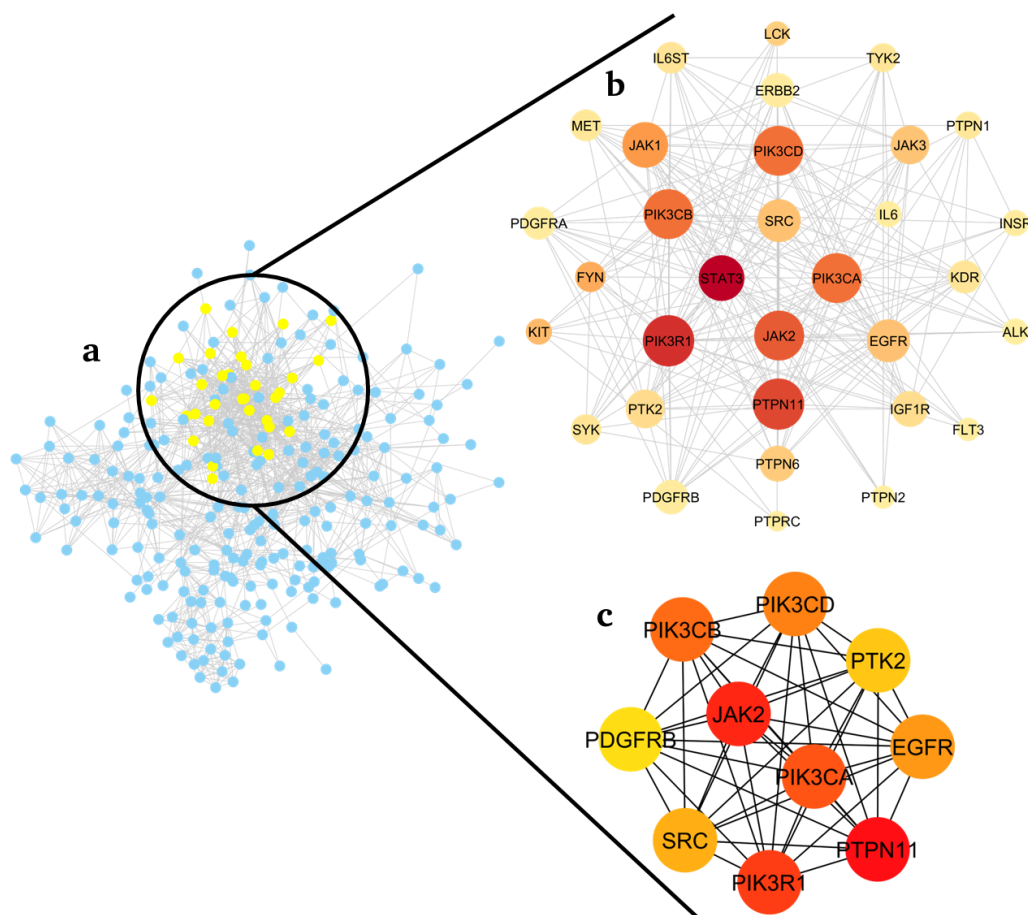 a
b
LCK
IL6ST
TYK2
ERBB2
MET
PTPN1
JAK1
PIK3CD
JAK3
PIK3CB
SRC
IL6
PDGFRA
INSR
FYN
STAT3
PIK3CA
KDR
KIT
PIK3R1
JAK2
EGFR
ALK
PTK2
PTPN11
IGF1R
SYK
FLT3
PTPN6
PDGFRB
PTPN2
PTPRC
c
PIK3CD
PIK3CB
PTK2
JAK2
PDGFRB
EGFR
PIK3CA
SRC
PTPN11
PIK3R1